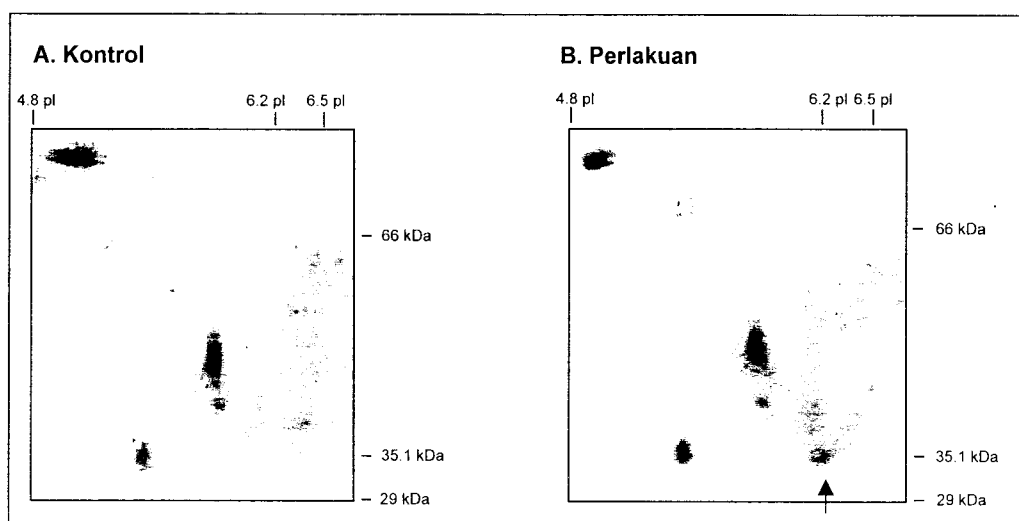 A. Kontrol
4.8 pI 6.2 pI 6.5 pI
66 kDa
35.1 kDa
29 kDa
B. Perlakuan
4.8 pI 6.2 pI 6.5 pI
66 kDa
35.1 kDa
29 kDa